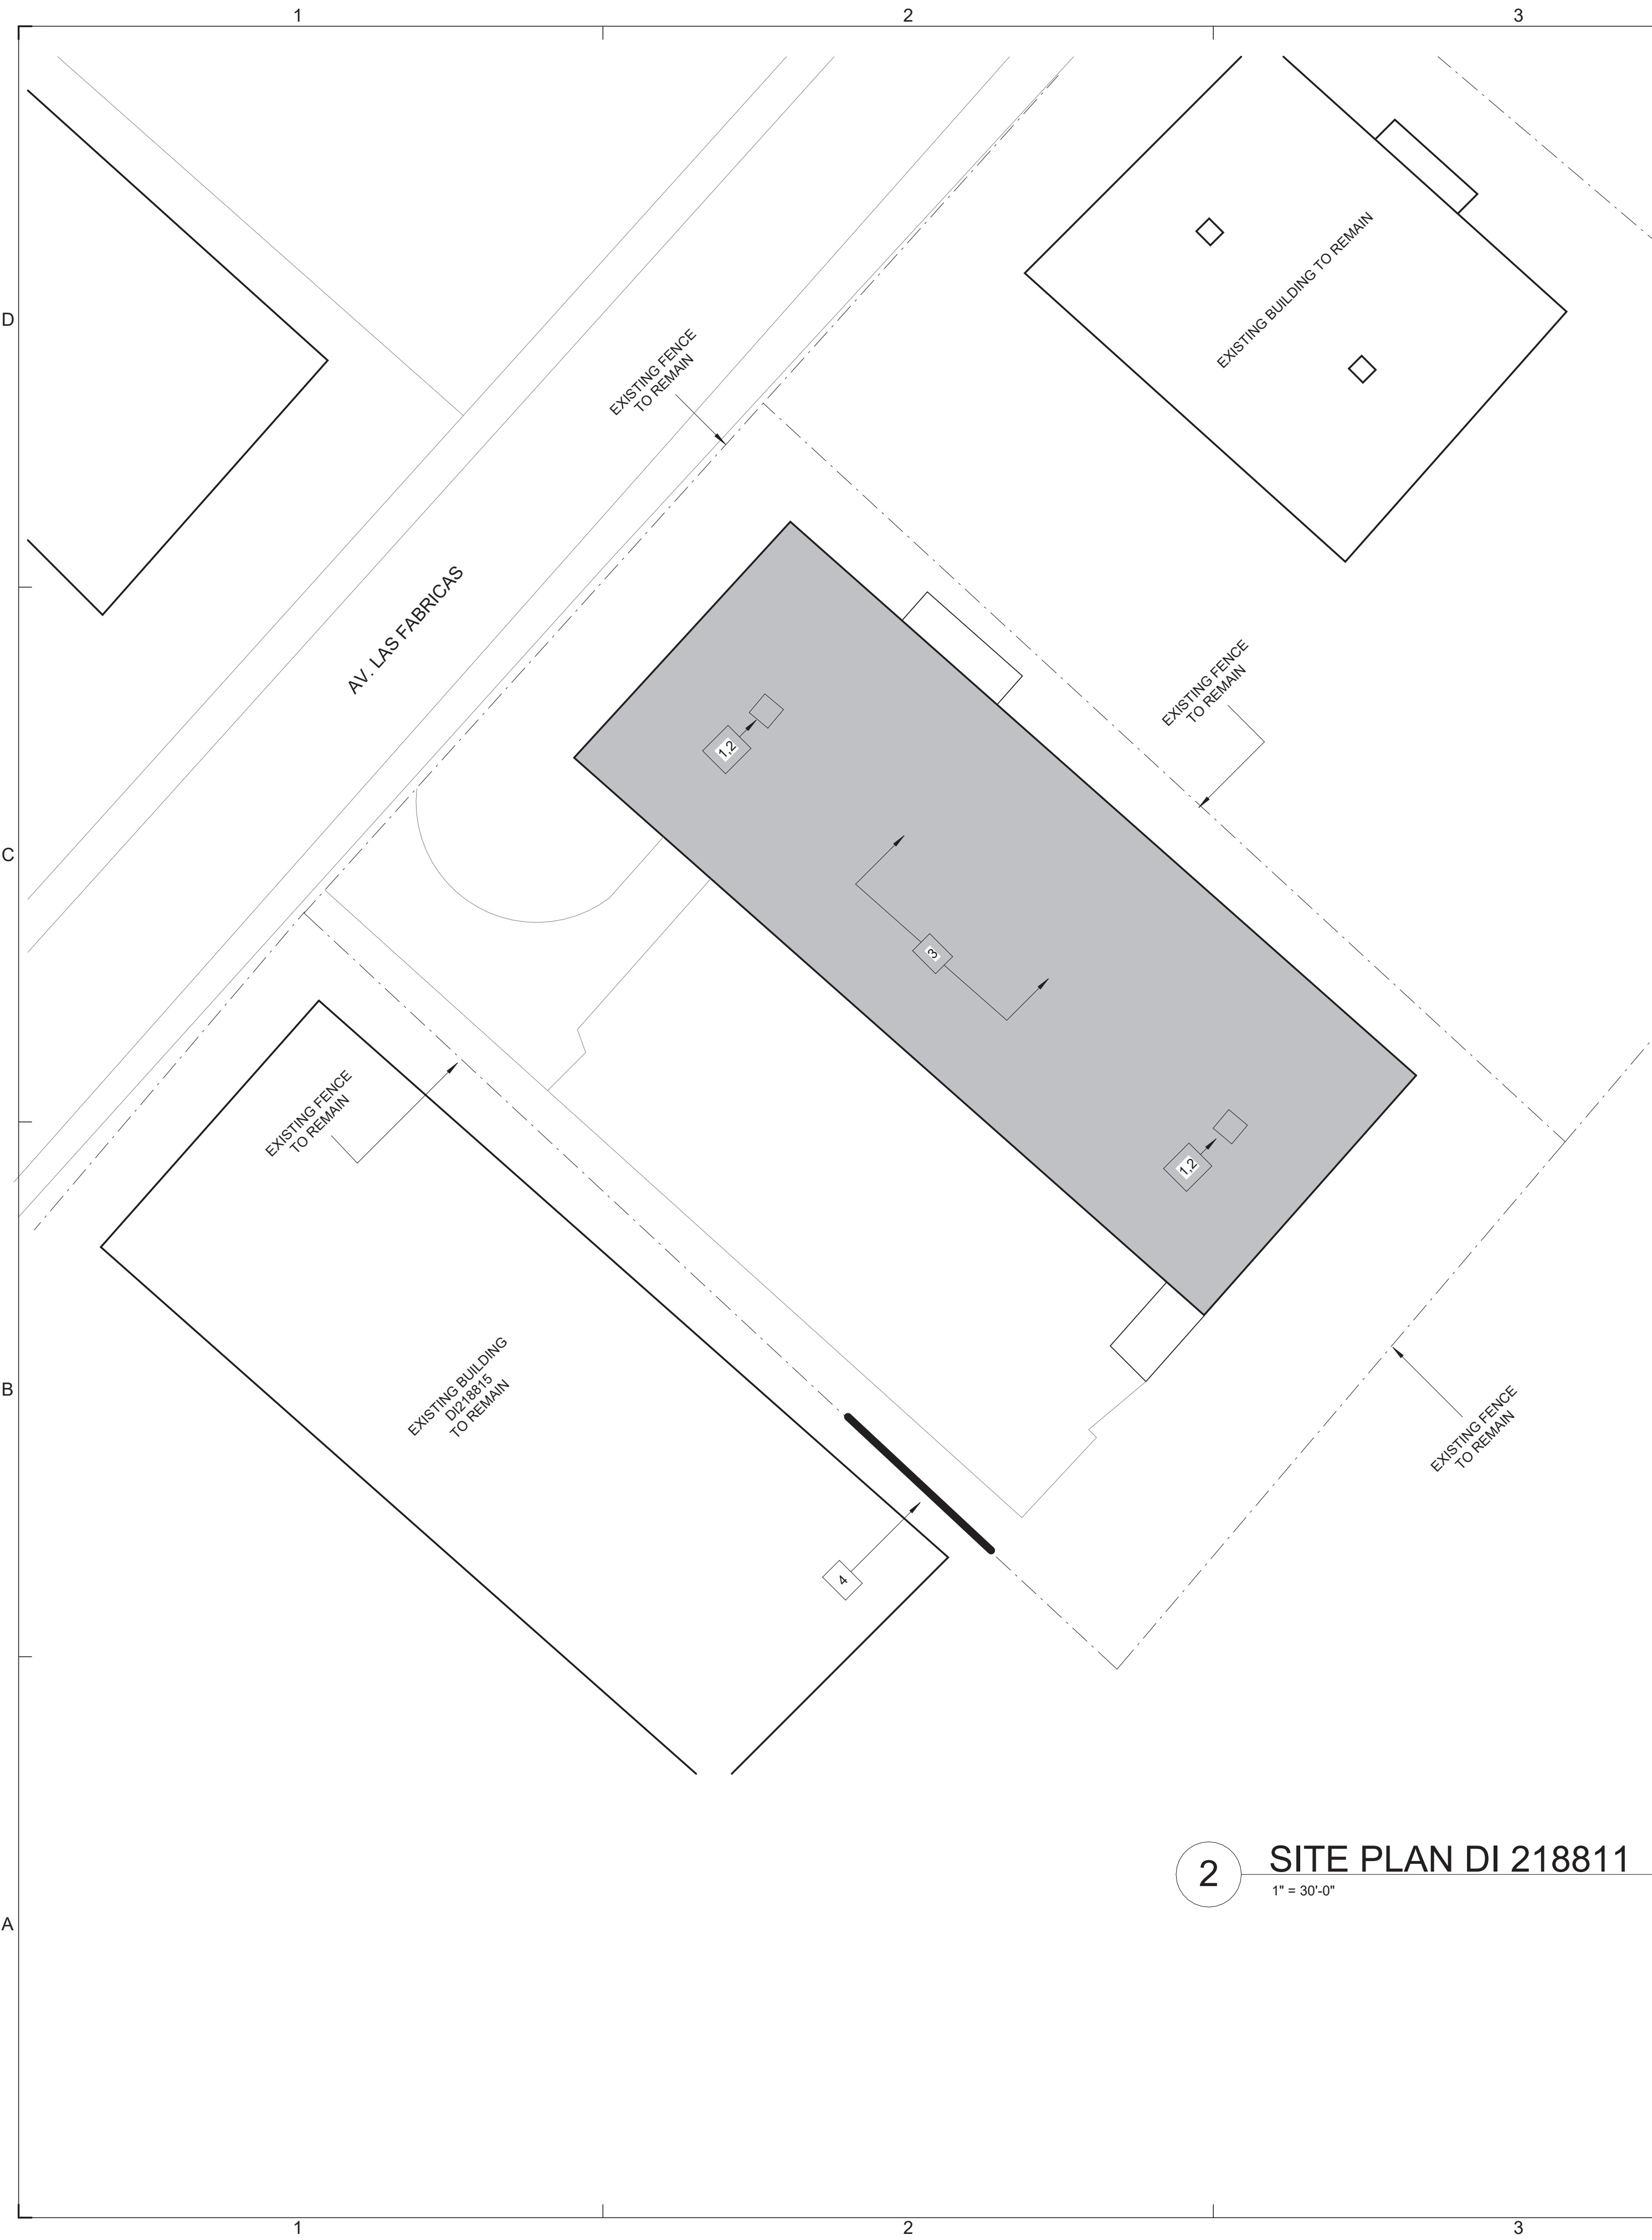 1
2
3
D
C
B
A
EXISTING BUILDING TO REMAIN
EXISTING FENCE
TO REMAIN
AV. LAS FABRICAS
EXISTING FENCE
TO REMAIN
1,2
3
EXISTING FENCE
TO REMAIN
1,2
EXISTING BUILDING
DI218815
TO REMAIN
EXISTING FENCE
TO REMAIN
4
2
SITE PLAN DI 218811
1" = 30'-0"
1
2
3